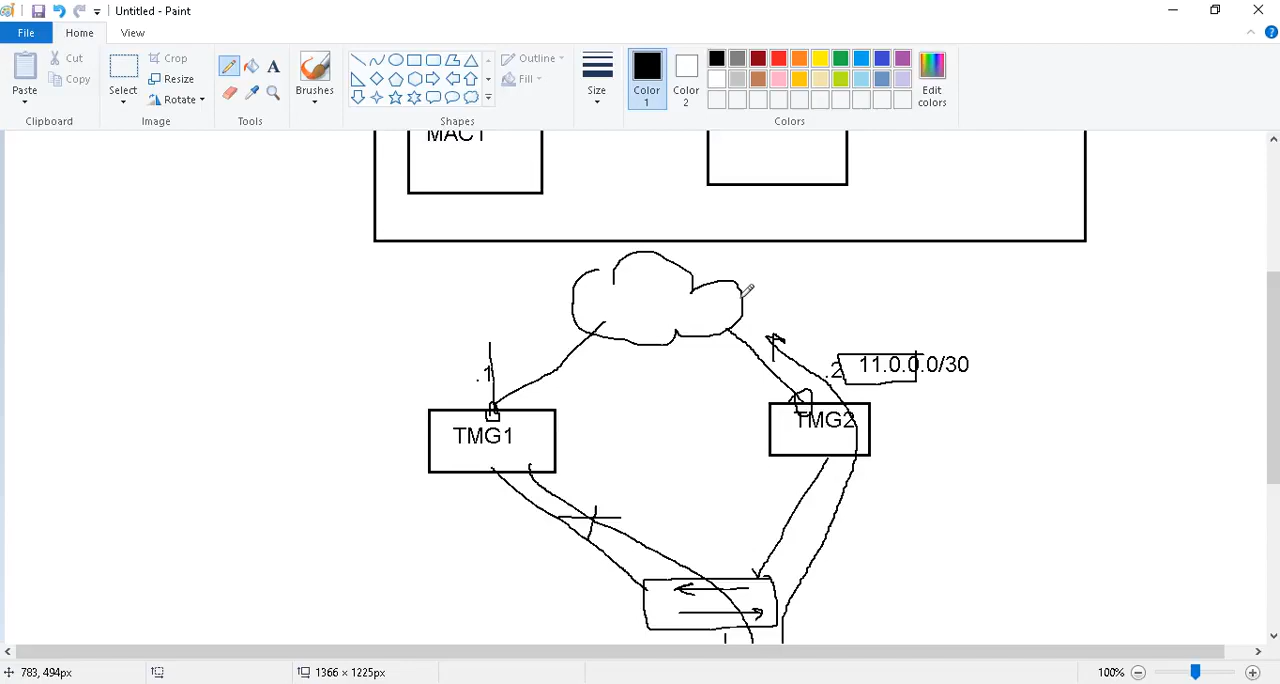 Untitled - Paint
File Home View
Paste
Cut
Copy
Clipboard
Select
Crop
Resize
Rotate
Image
A
Tools
Brushes
Shapes
Outline
Fill
Size
Color 1
Color 2
Edit colors
Colors
MAC1
.1
.2
11.0.0.0/30
TMG1
TMG2
783, 494px
1366 × 1225px
100%